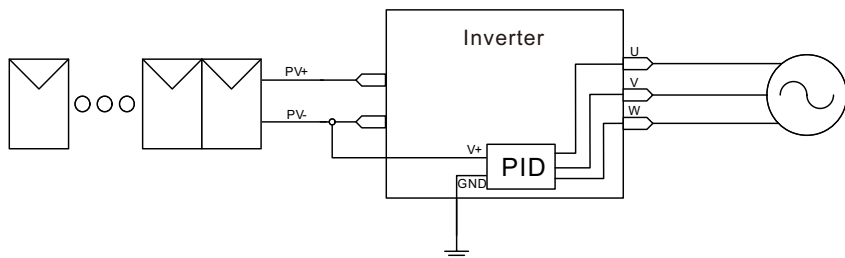 Inverter
U
PV+
V
PV-
W
V+
PID
GND